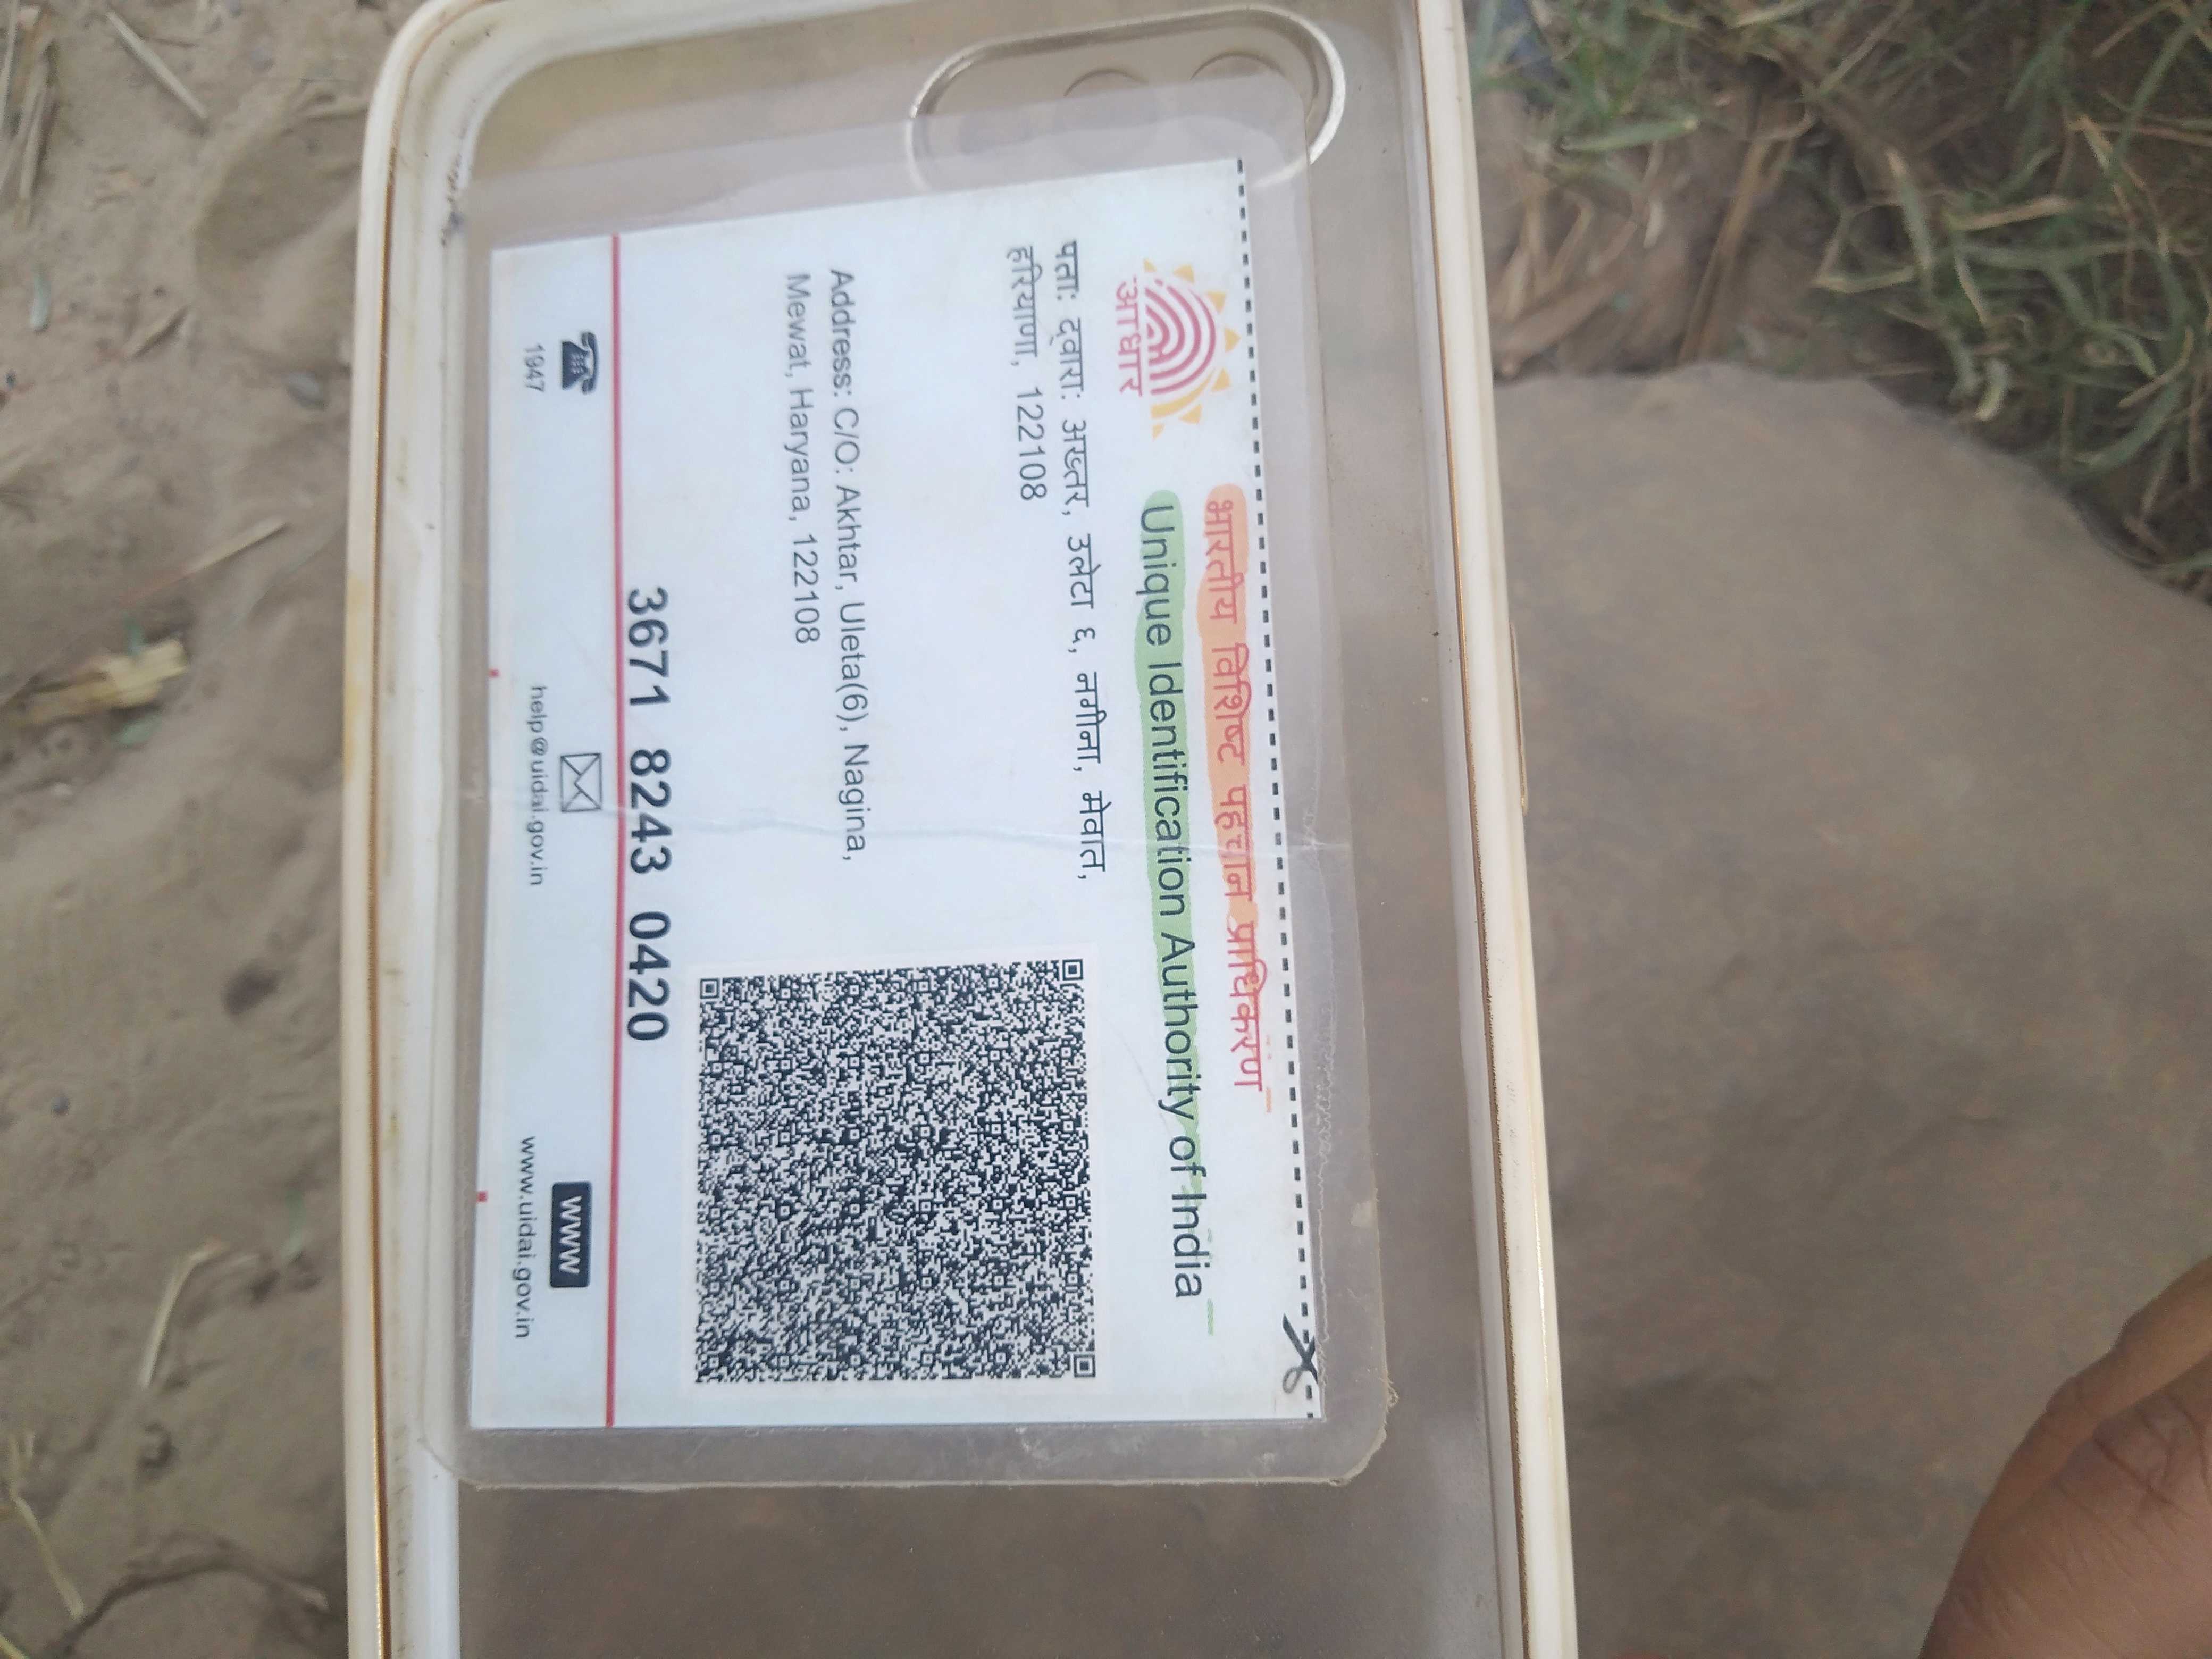 भारतीय विशिष्ट पहचान प्राधिकरण
Unique Identification Authority of India
आधार
पता: द्वारा: अख्तर, उलेटा ६, नगीना, मेवात,
हरियाणा, 122108
Address: C/O: Akhtar, Uleta(6), Nagina,
Mewat, Haryana, 122108
3671 8243 0420
1947
help@uidai.gov.in
www
www.uidai.gov.in